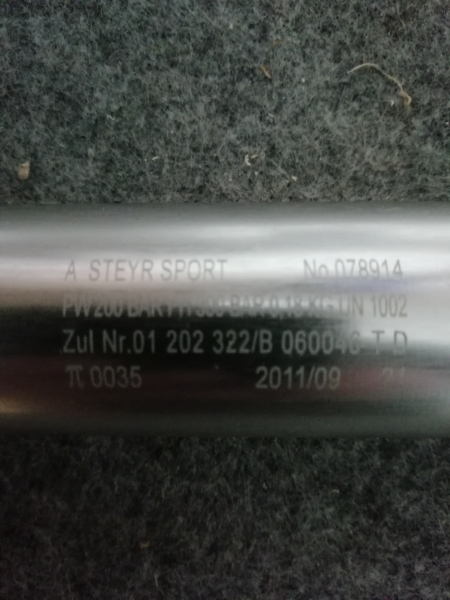 A STEYR SPORT No.078914
PW 200 BAR PH 300 BAR 0,18 KG UN 1002
Zul Nr.01 202 322/B 060046 T D
π 0035 2011/09